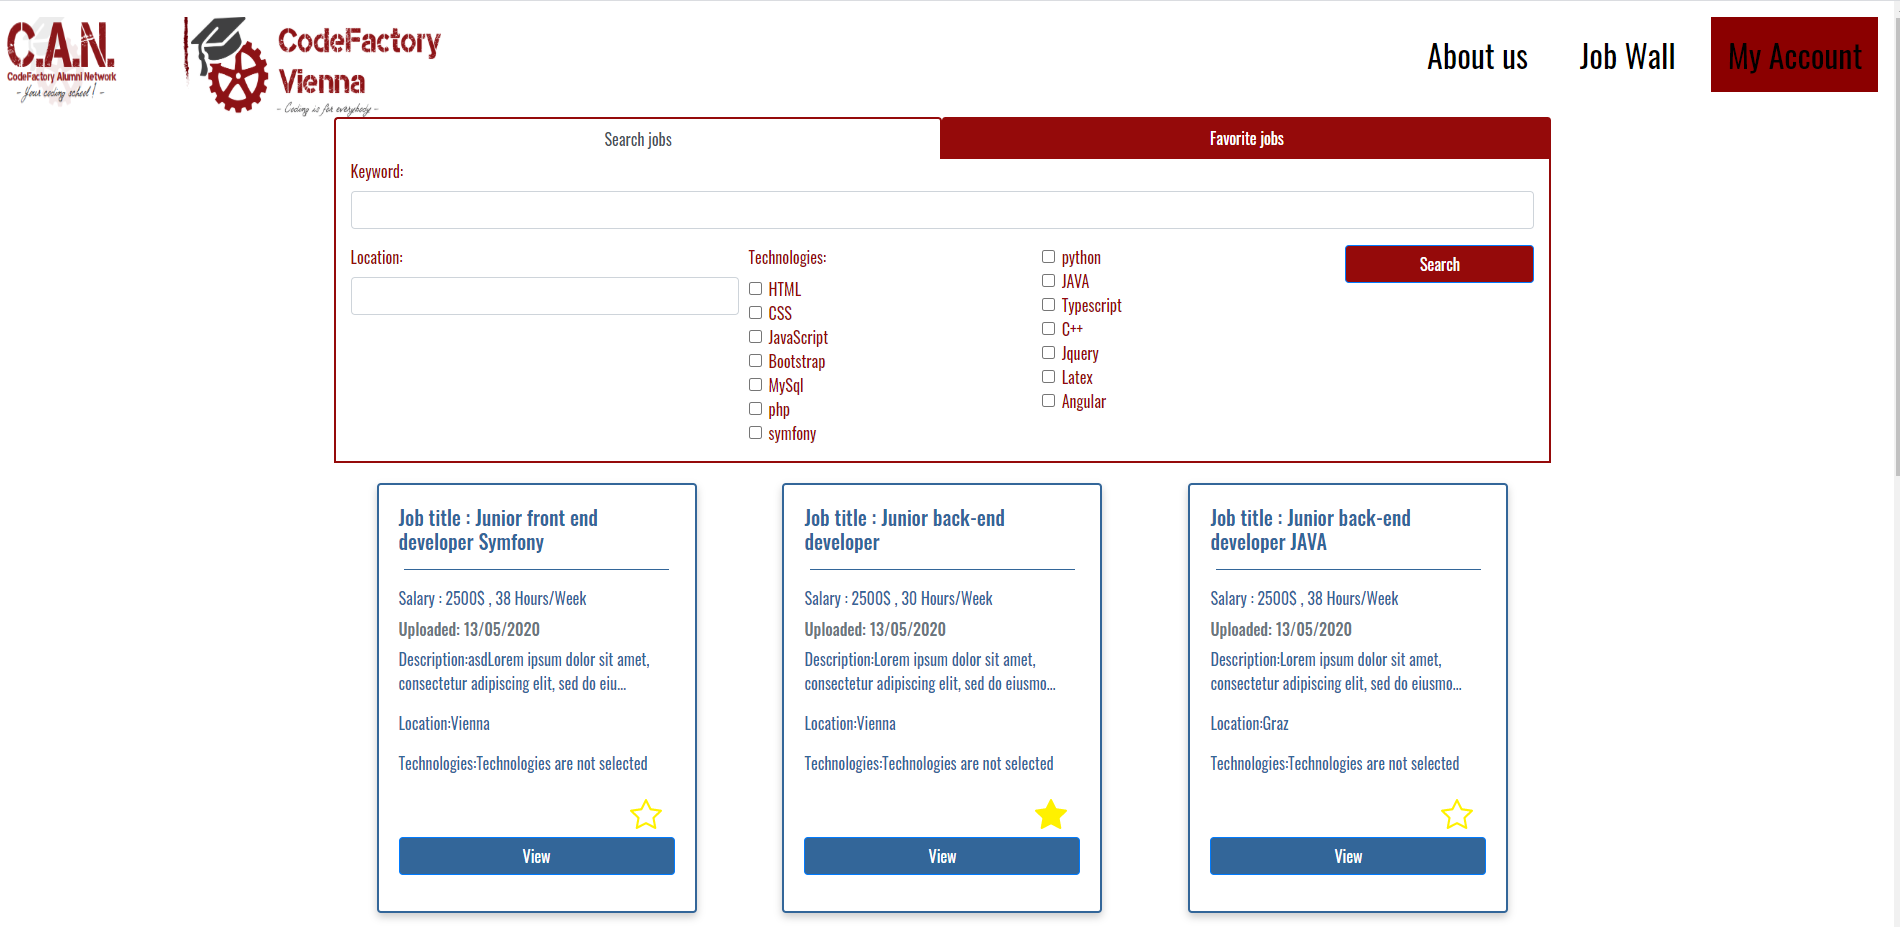 C.A.N.
CodeFactory Alumni Network
- Your coding school! -
CodeFactory
Vienna
- Coding is for everybody -
About us
Job Wall
My Account
Search jobs
Favorite jobs
Keyword:
Location:
Technologies:
HTML
CSS
JavaScript
Bootstrap
MySql
php
symfony
python
JAVA
Typescript
C++
Jquery
Latex
Angular
Search
Job title : Junior front end
developer Symfony
Salary : 2500$ , 38 Hours/Week
Uploaded: 13/05/2020
Description:asdLorem ipsum dolor sit amet,
consectetur adipiscing elit, sed do eiu...
Location:Vienna
Technologies:Technologies are not selected
View
Job title : Junior back-end
developer
Salary : 2500$ , 30 Hours/Week
Uploaded: 13/05/2020
Description:Lorem ipsum dolor sit amet,
consectetur adipiscing elit, sed do eiusmo...
Location:Vienna
Technologies:Technologies are not selected
View
Job title : Junior back-end
developer JAVA
Salary : 2500$ , 38 Hours/Week
Uploaded: 13/05/2020
Description:Lorem ipsum dolor sit amet,
consectetur adipiscing elit, sed do eiusmo...
Location:Graz
Technologies:Technologies are not selected
View